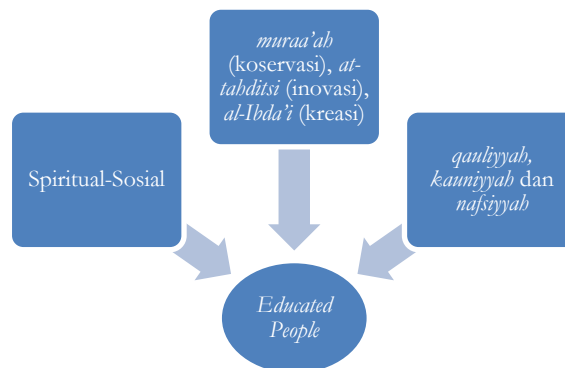 Spiritual-Sosial
muraa’ah
(koservasi), at-
tahditsi (inovasi),
al-Ibda’i (kreasi)
qauliyyah,
kauniyyah dan
nafsiyyah
Educated
People